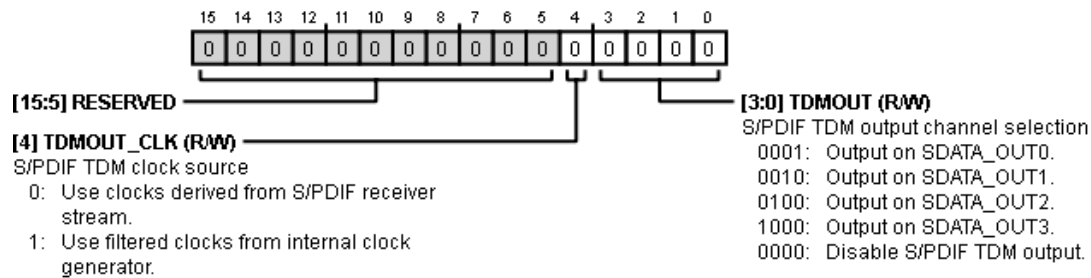 15 14 13 12 11 10 9 8 7 6 5 4 3 2 1 0
0 0 0 0 0 0 0 0 0 0 0 0 0 0 0 0
[15:5] RESERVED
[4] TDMOUT_CLK (R/W)
S/PDIF TDM clock source
0: Use clocks derived from S/PDIF receiver
stream.
1: Use filtered clocks from internal clock
generator.
[3:0] TDMOUT (R/W)
S/PDIF TDM output channel selection
0001: Output on SDATA_OUT0.
0010: Output on SDATA_OUT1.
0100: Output on SDATA_OUT2.
1000: Output on SDATA_OUT3.
0000: Disable S/PDIF TDM output.